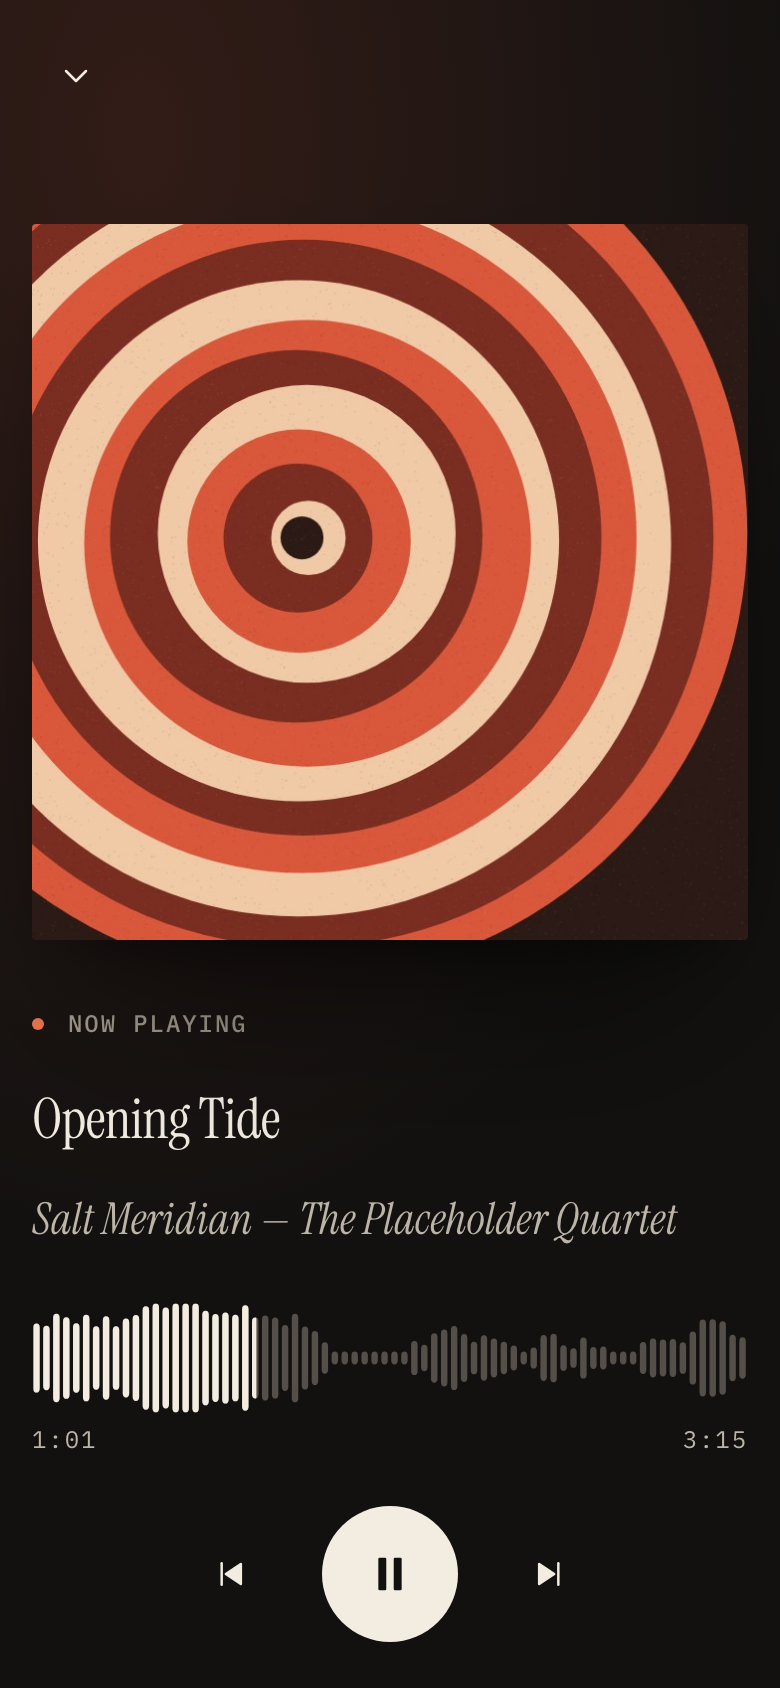 NOW PLAYING
Opening Tide
Salt Meridian — The Placeholder Quartet
1:01
3:15